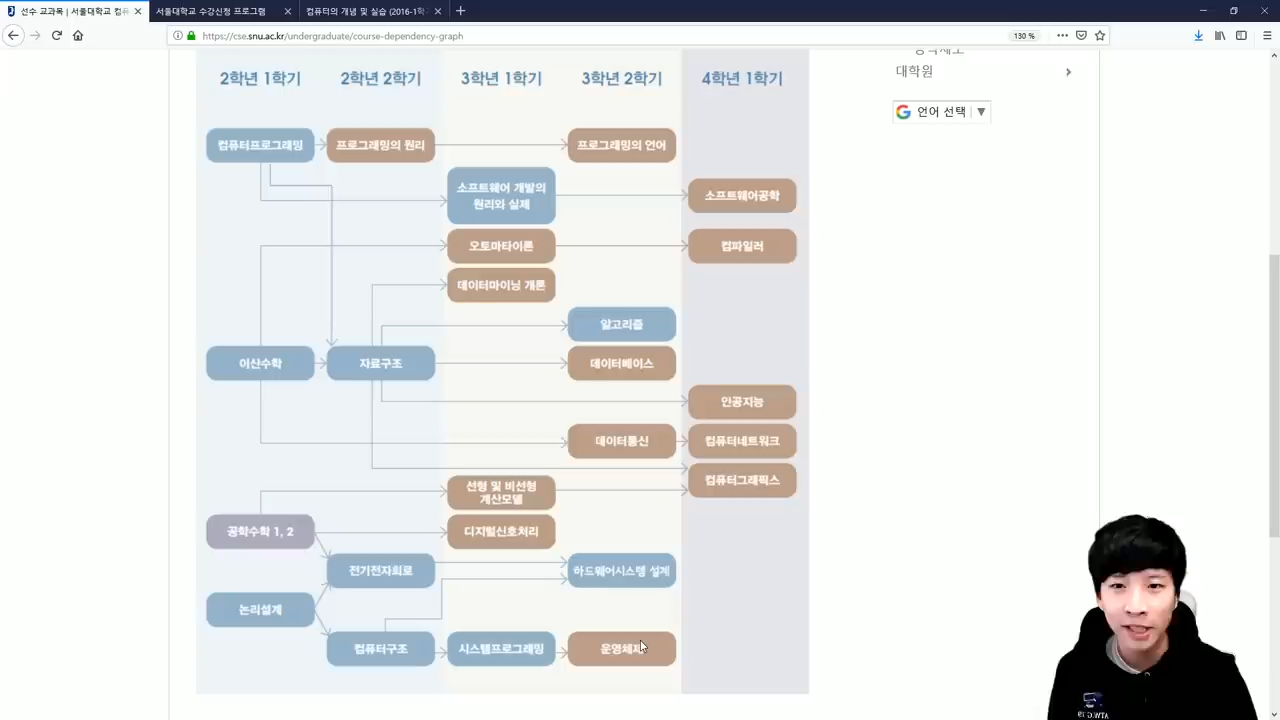 선수 교과목 | 서울대학교 컴퓨
서울대학교 수강신청 프로그램
컴퓨터의 개념 및 실습 (2016-1학
https://cse.snu.ac.kr/undergraduate/course-dependency-graph
130 %
대학원
언어 선택
2학년 1학기 2학년 2학기 3학년 1학기 3학년 2학기 4학년 1학기
컴퓨터프로그래밍 프로그래밍의 원리 프로그래밍의 언어
소프트웨어 개발의
원리와 실제
소프트웨어공학
오토마타이론 컴파일러
데이터마이닝 개론
알고리즘
이산수학 자료구조 데이터베이스
인공지능
데이터통신 컴퓨터네트워크
선형 및 비선형
계산모델
컴퓨터그래픽스
공학수학 1, 2 디지털신호처리
전기전자회로 하드웨어시스템 설계
논리설계
컴퓨터구조 시스템프로그래밍 운영체제